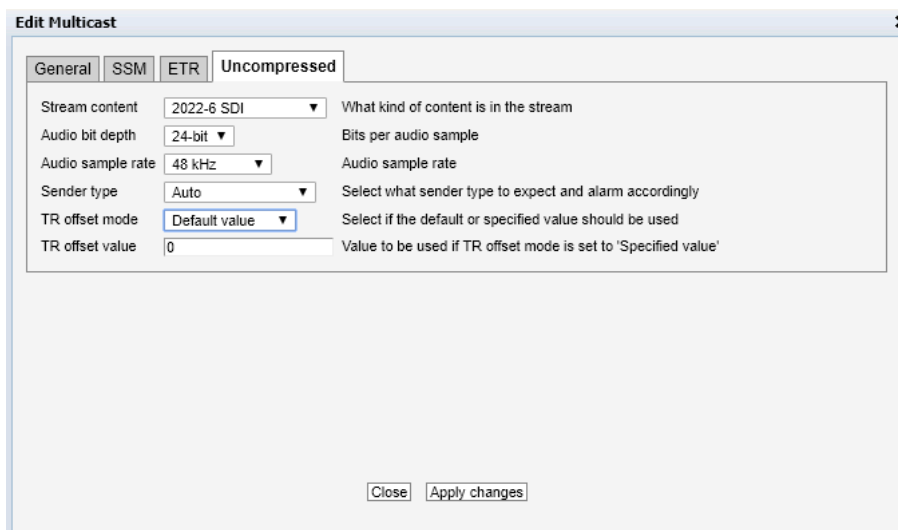 Edit Multicast
General SSM ETR Uncompressed
Stream content 2022-6 SDI What kind of content is in the stream
Audio bit depth 24-bit Bits per audio sample
Audio sample rate 48 kHz Audio sample rate
Sender type Auto Select what sender type to expect and alarm accordingly
TR offset mode Default value Select if the default or specified value should be used
TR offset value 0 Value to be used if TR offset mode is set to 'Specified value'
Close Apply changes